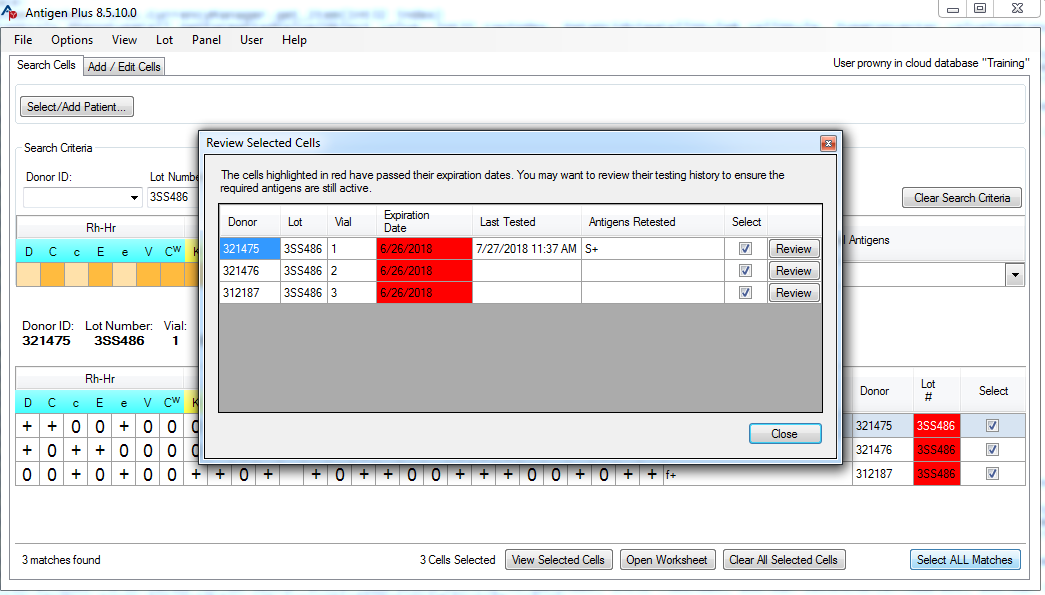 Antigen Plus 8.5.10.0
File Options View Lot Panel User Help
Search Cells Add / Edit Cells User prowny in cloud database "Training"
Select/Add Patient...
Search Criteria
Donor ID: Lot Numb
3SS486 Clear Search Criteria
Rh-Hr Antigens
D C c E e V Cw K
Donor ID: Lot Number: Vial:
321475 3SS486 1
Review Selected Cells
The cells highlighted in red have passed their expiration dates. You may want to review their testing history to ensure the
required antigens are still active.
Donor Lot Vial Expiration Date Last Tested Antigens Retested Select
321475 3SS486 1 6/26/2018 7/27/2018 11:37 AM S+ Review
321476 3SS486 2 6/26/2018 Review
312187 3SS486 3 6/26/2018 Review
Close
Rh-Hr Donor Lot # Select
D C c E e V Cw K
+ + 0 0 + 0 0 0 321475 3SS486
+ 0 + + 0 0 0 0 321476 3SS486
0 0 + 0 + 0 0 + + 0 + + 0 + + 0 0 + + + 0 0 + 0 + + f+ 312187 3SS486
3 matches found 3 Cells Selected View Selected Cells Open Worksheet Clear All Selected Cells Select ALL Matches